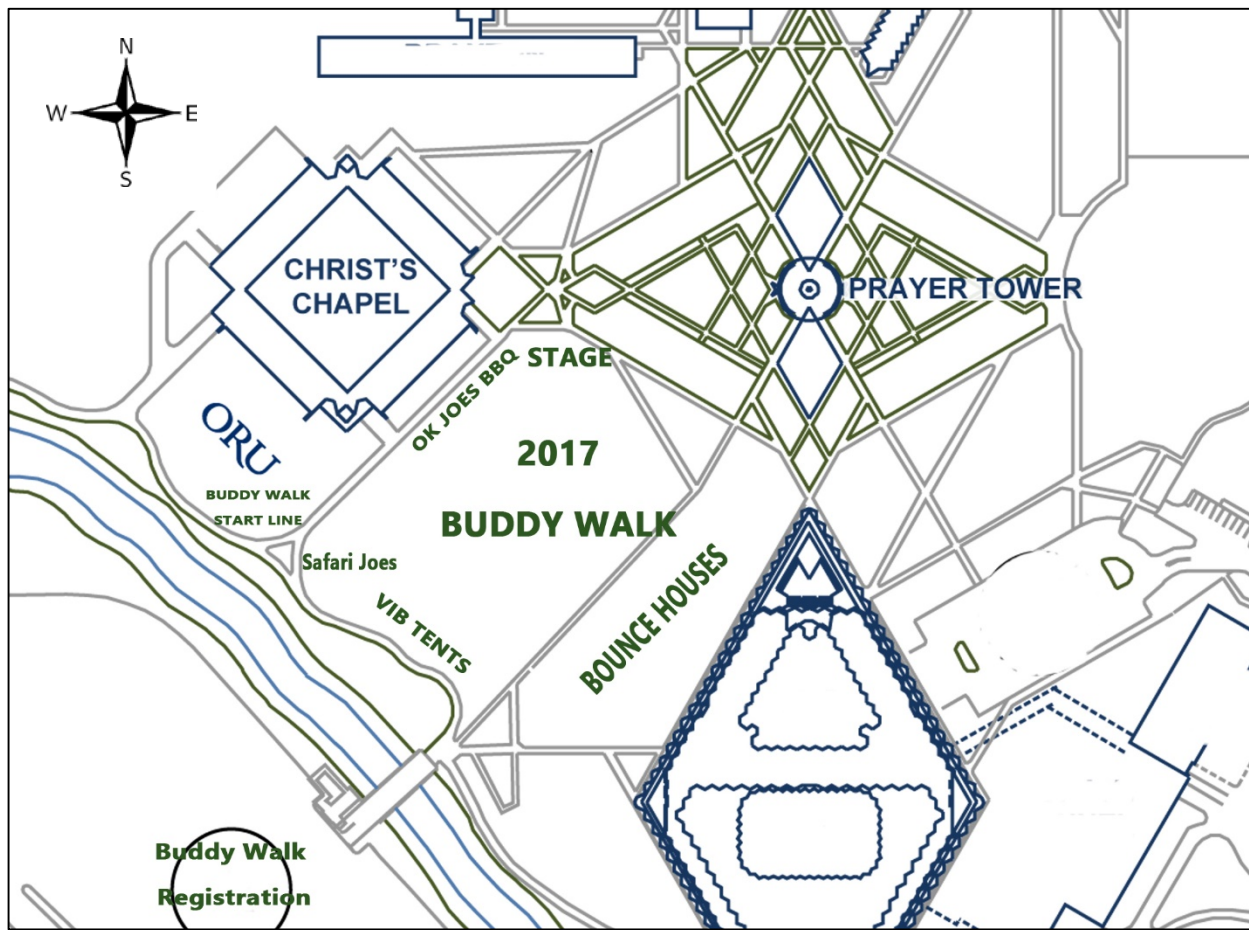 N
W E
S
CHRIST'S
CHAPEL
PRAYER TOWER
STAGE
OK JOES BBQ
ORU
2017
BUDDY WALK
BUDDY WALK
START LINE
Safari Joes
VIB TENTS
BOUNCE HOUSES
Buddy Walk
Registration